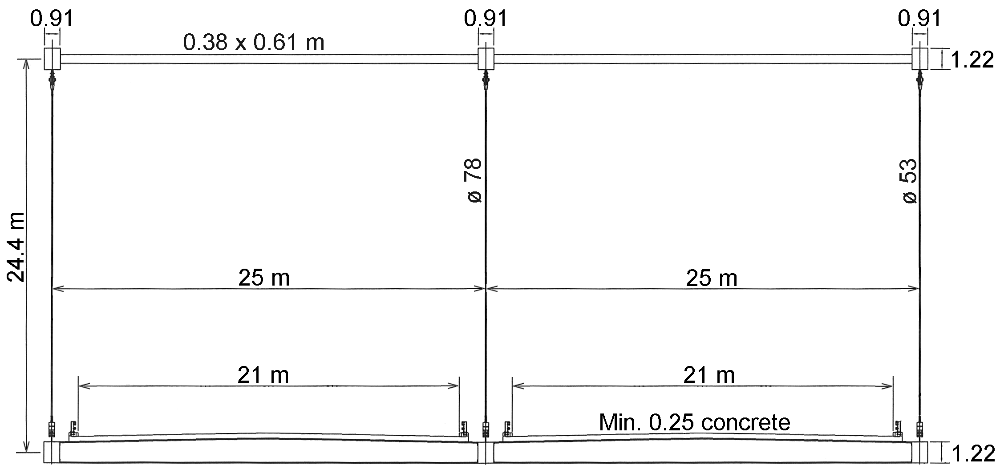 0.91
0.91
0.91
0.38 x 0.61 m
1.22
ø 78
ø 53
24.4 m
25 m
25 m
21 m
21 m
Min. 0.25 concrete
1.22